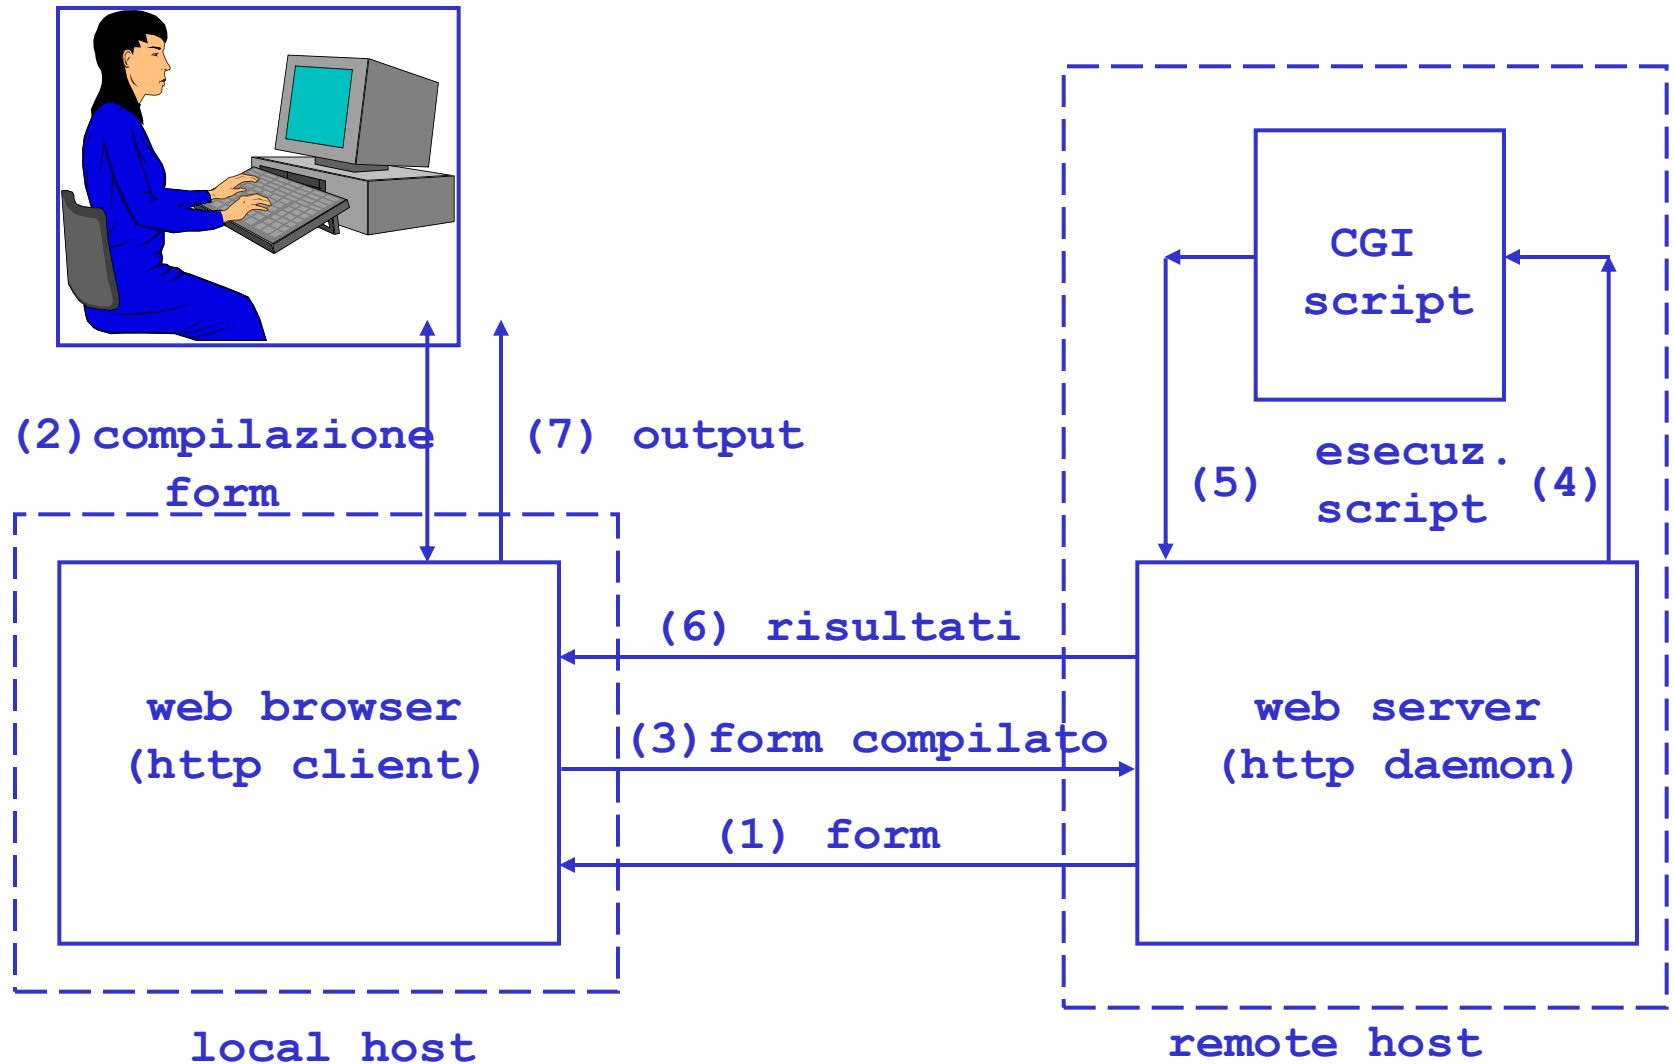 CGI
script
(2)compilazione
form
(7) output
esecuz.
script
(5)
(4)
(6) risultati
web browser
(http client)
(3)form compilato
web server
(http daemon)
(1) form
local host
remote host